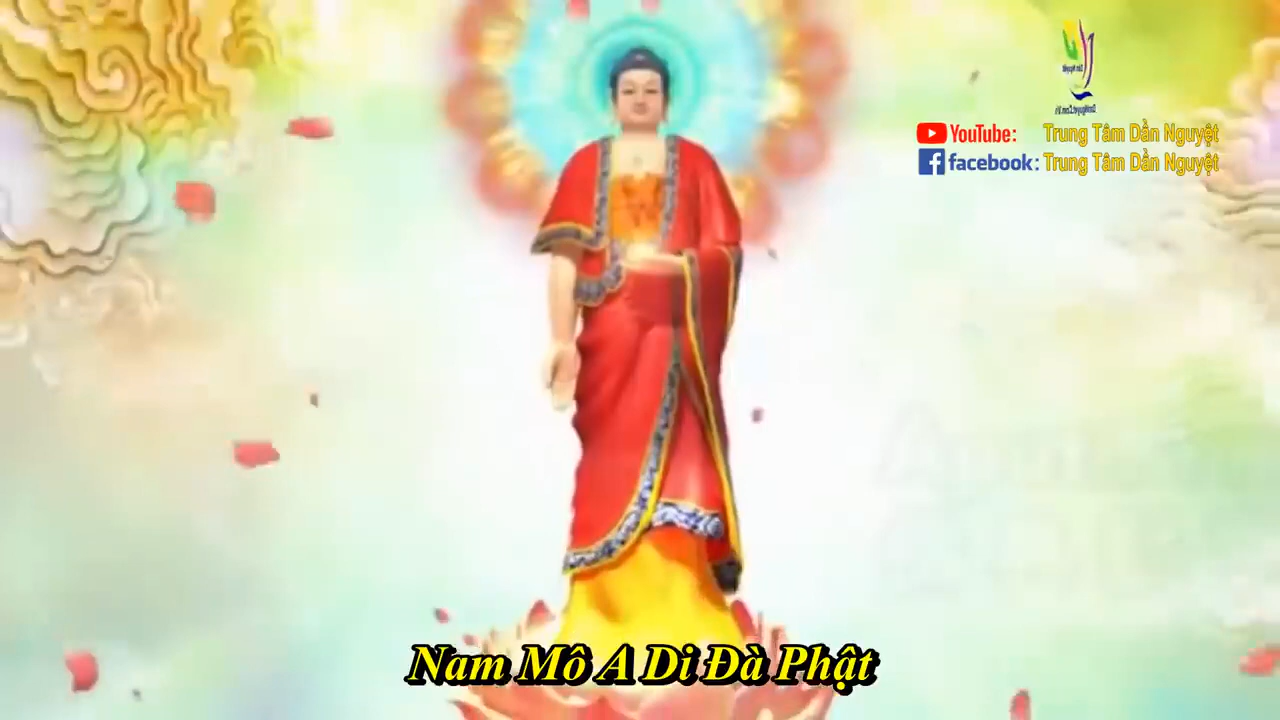 YouTube: Trung Tâm Dần Nguyệt
facebook: Trung Tâm Dần Nguyệt
Nam Mô A Di Đà Phật